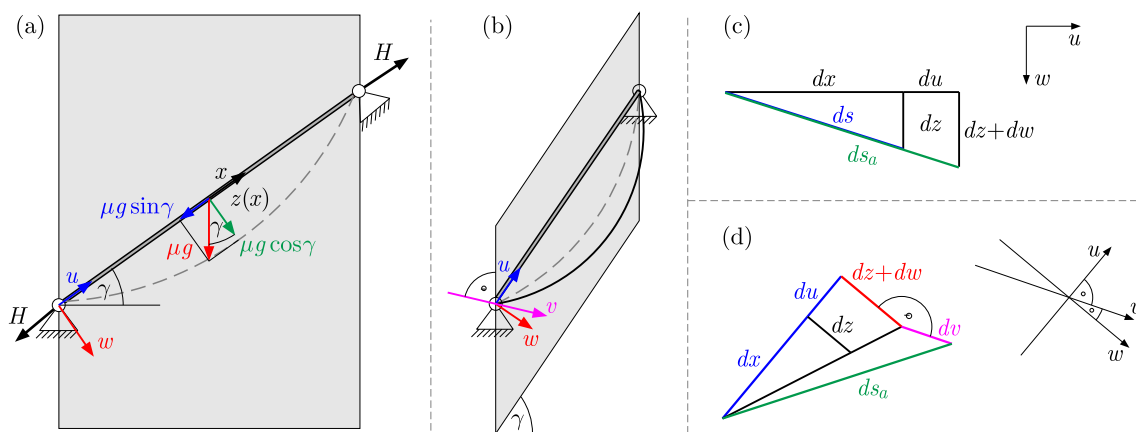 (a)
H
x
z(x)
μg sinγ
γ
μg
μg cosγ
u
γ
H
w
(b)
u
v
w
γ
(c)
u
w
dx du
ds
dz
dz+dw
ds_a
(d)
dz+dw
du
dz
dv
dx
ds_a
u
w